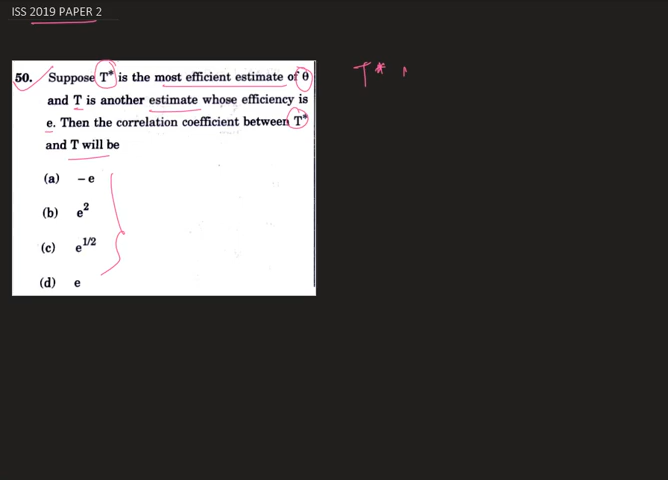 ISS 2019 PAPER 2
50. Suppose T* is the most efficient estimate of θ
and T is another estimate whose efficiency is
e. Then the correlation coefficient between T*
and T will be
(a) – e
(b) e²
(c) e^1/2
(d) e
T*